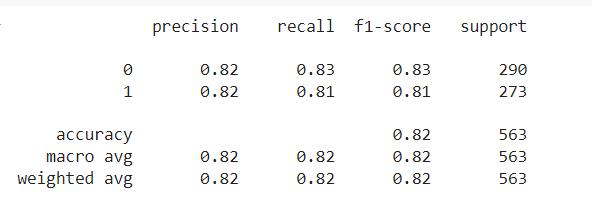 precision recall f1-score support
0 0.82 0.83 0.83 290
1 0.82 0.81 0.81 273
accuracy 0.82 563
macro avg 0.82 0.82 0.82 563
weighted avg 0.82 0.82 0.82 563